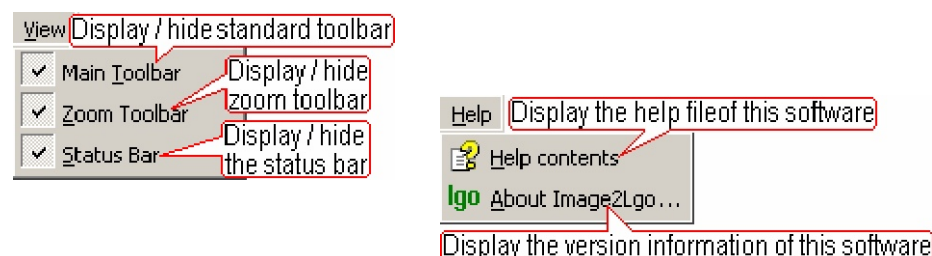 View Display / hide standard toolbar
Main Toolbar
Display / hide
zoom toolbar
Zoom Toolbar
Display / hide
the status bar
Status Bar
Help Display the help fileof this software
Help contents
lgo About Image2Lgo...
Display the version information of this software